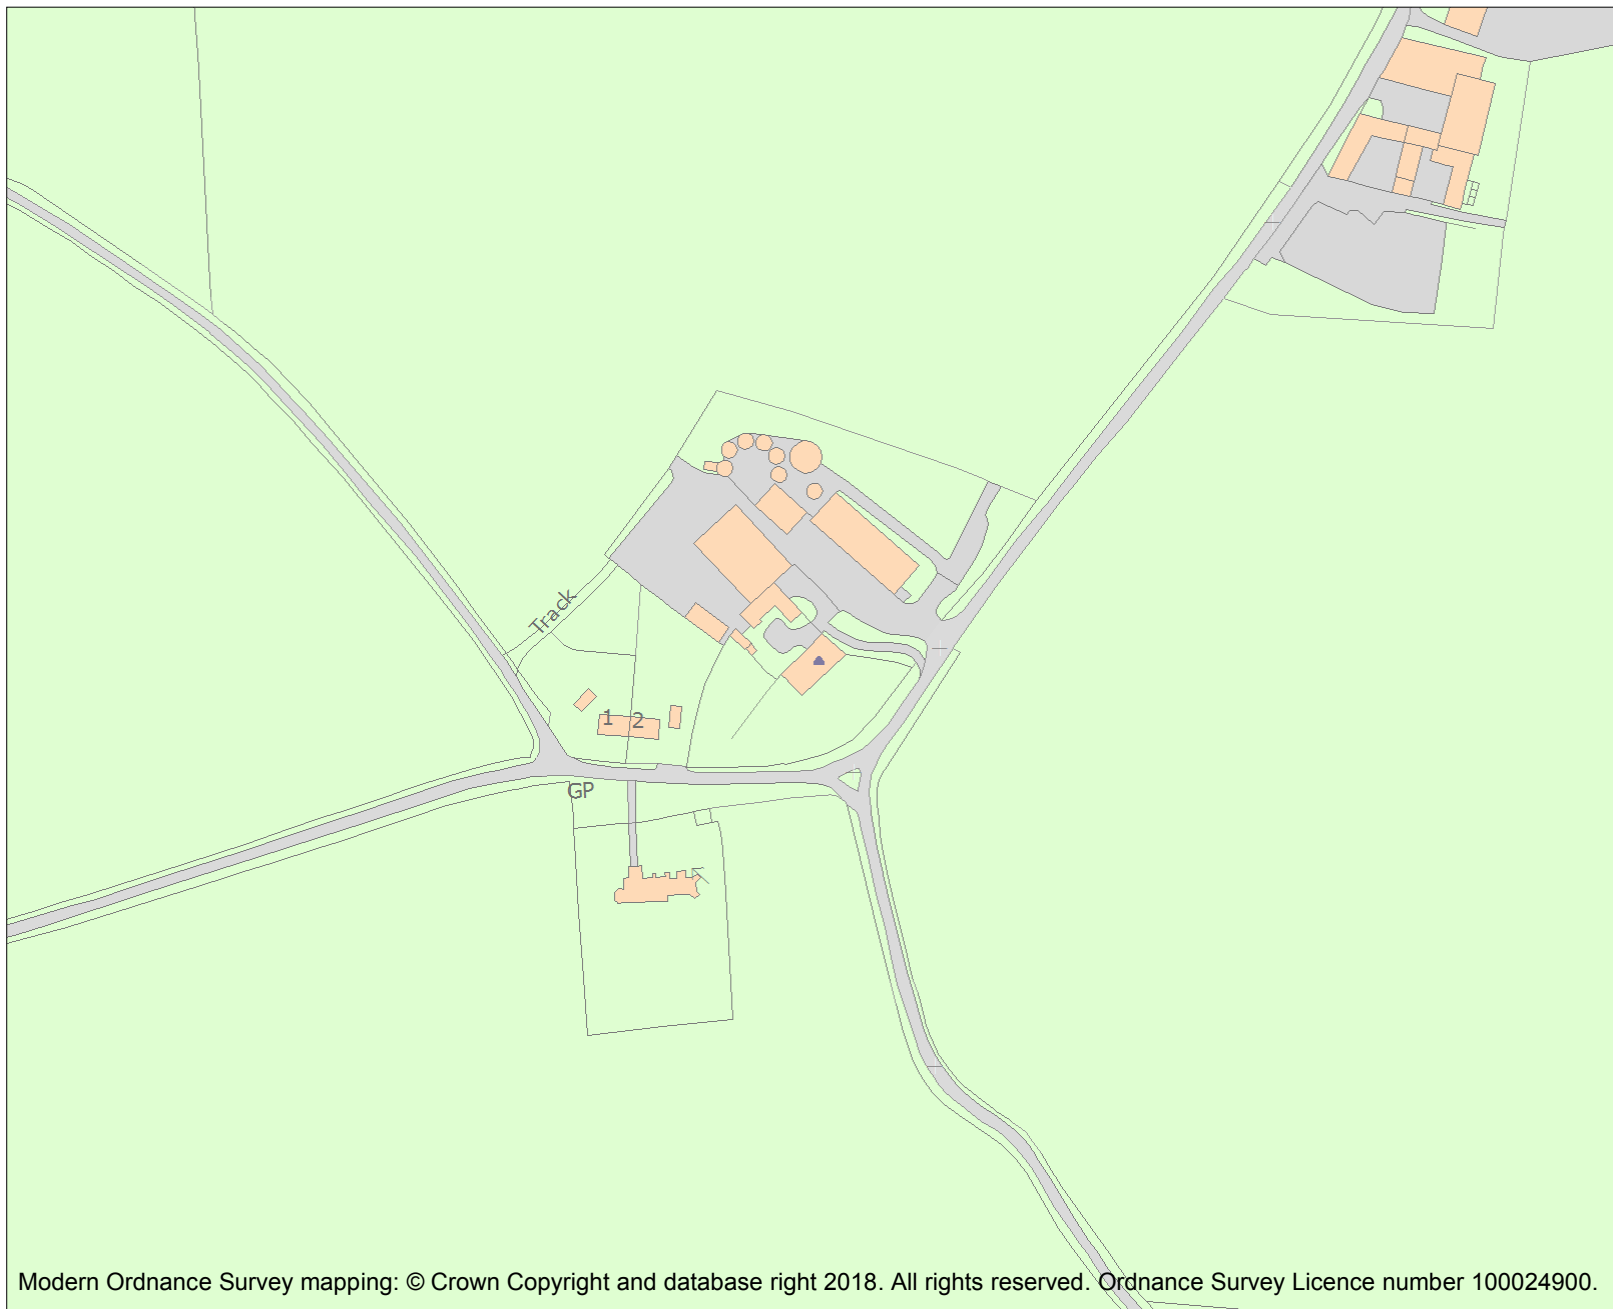 Track
1 2
GP
Modern Ordnance Survey mapping: © Crown Copyright and database right 2018. All rights reserved. Ordnance Survey Licence number 100024900.